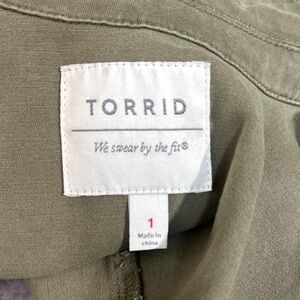 TORRID
We swear by the fit®
1
Made in
china